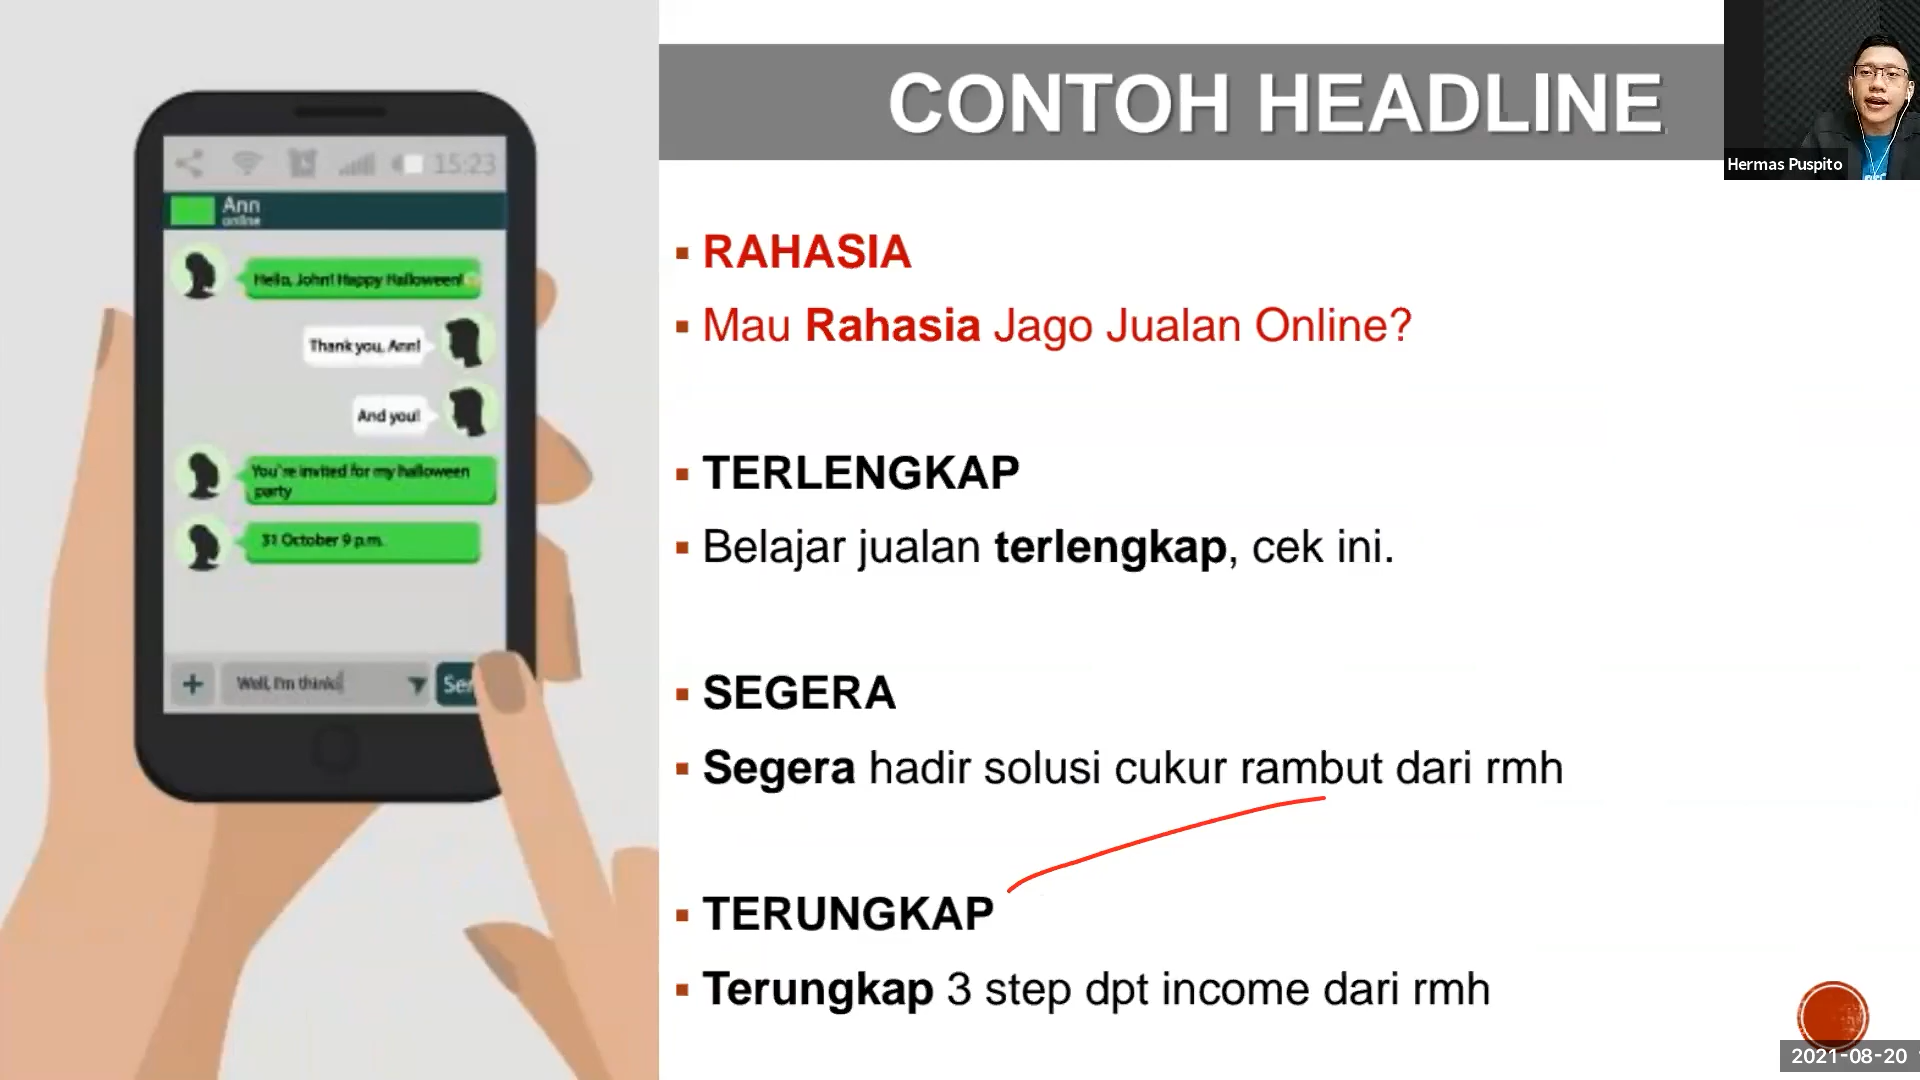 CONTOH HEADLINE
Hermas Puspito
15:23
Ann
online
Hello, John! Happy Halloween!
Thank you, Ann!
And you!
You're invited for my halloween
party
31 October 9 p.m.
+
Well, I'm think
Sen
RAHASIA
Mau Rahasia Jago Jualan Online?
TERLENGKAP
Belajar jualan terlengkap, cek ini.
SEGERA
Segera hadir solusi cukur rambut dari rmh
TERUNGKAP
Terungkap 3 step dpt income dari rmh
2021-08-20